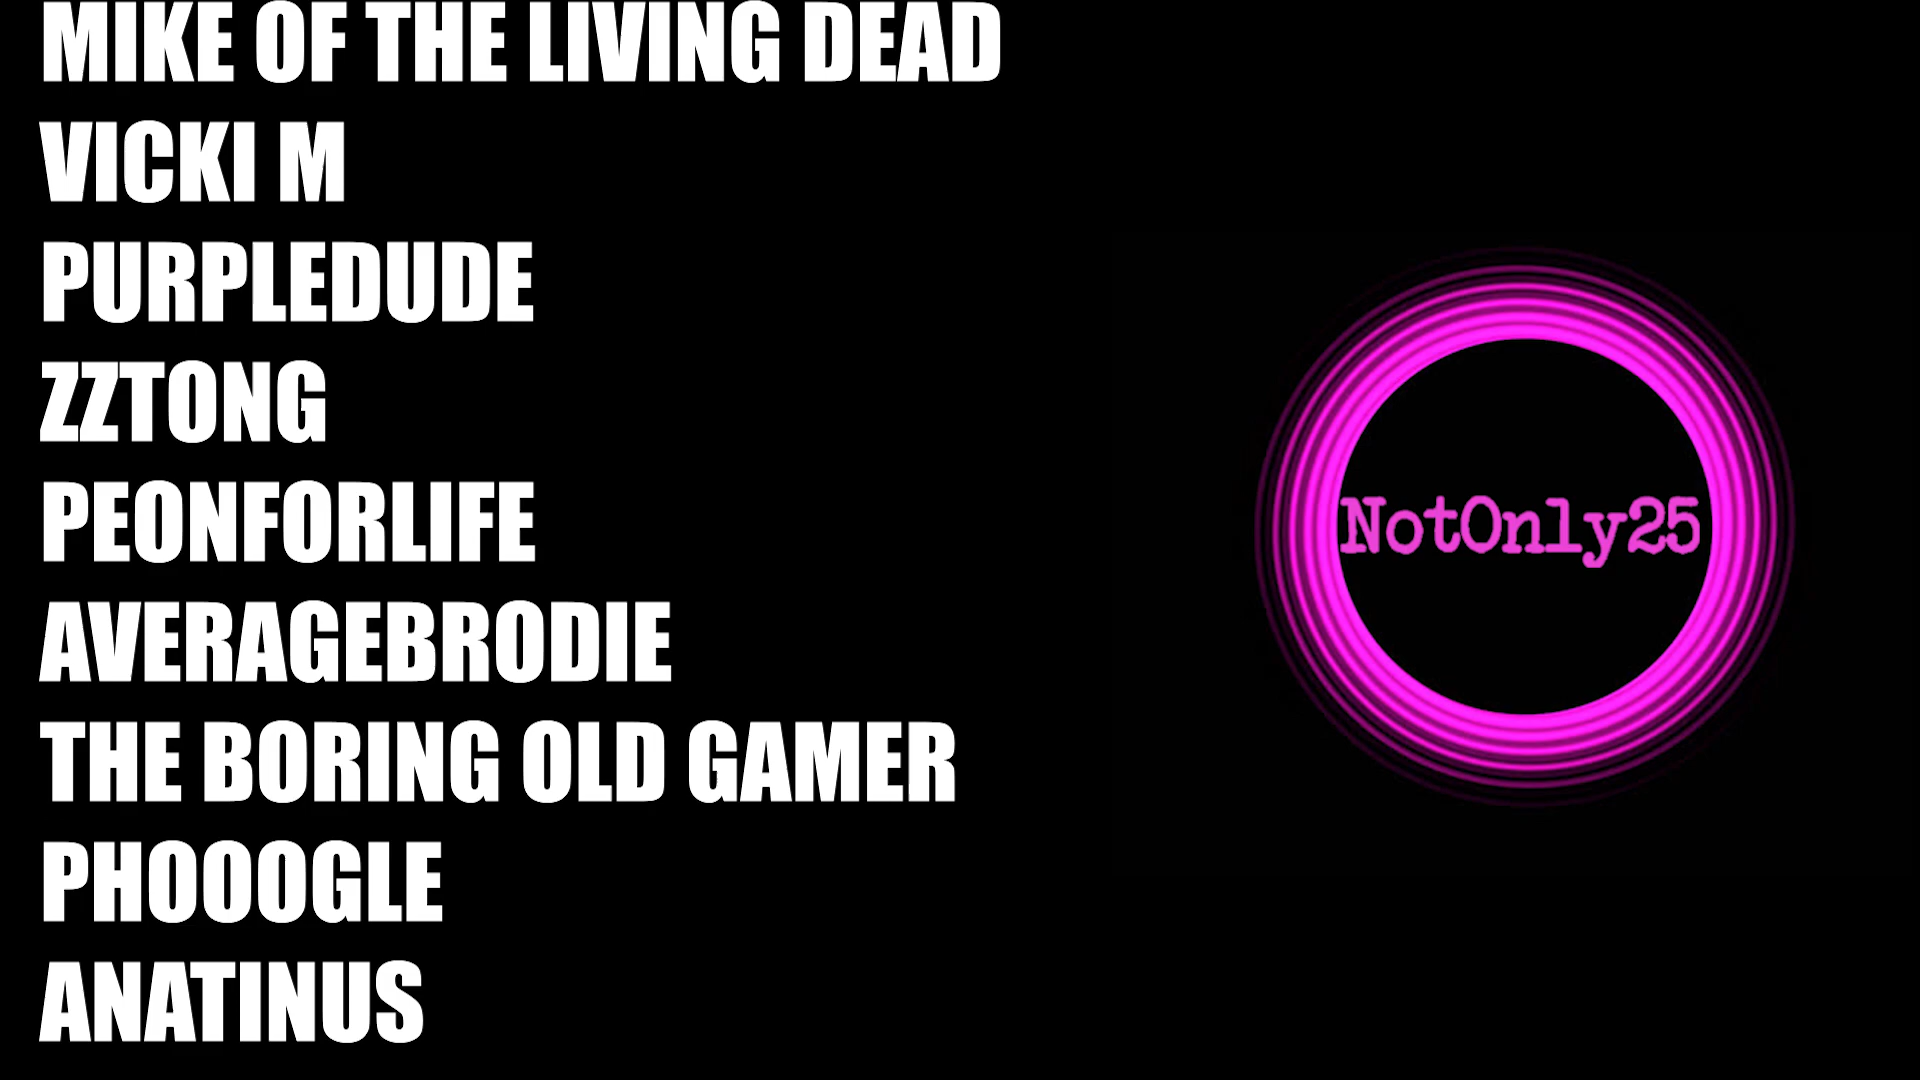 MIKE OF THE LIVING DEAD
VICKI M
PURPLEDUDE
ZZTONG
PEONFORLIFE
AVERAGEBRODIE
THE BORING OLD GAMER
PHOOOGLE
ANATINUS
NotOnly25